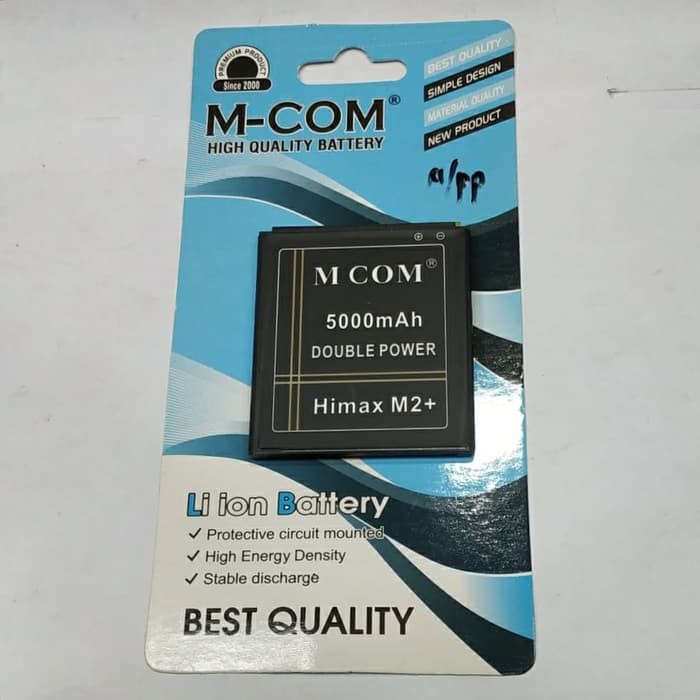 PREMIUM PRODUCT
Since 2000
M-COM®
HIGH QUALITY BATTERY
BEST QUALITY
SIMPLE DESIGN
MATERIAL QUALITY
NEW PRODUCT
a/FP
M COM®
5000mAh
DOUBLE POWER
Himax M2+
Li ion Battery
✓ Protective circuit mounted
✓ High Energy Density
✓ Stable discharge
BEST QUALITY